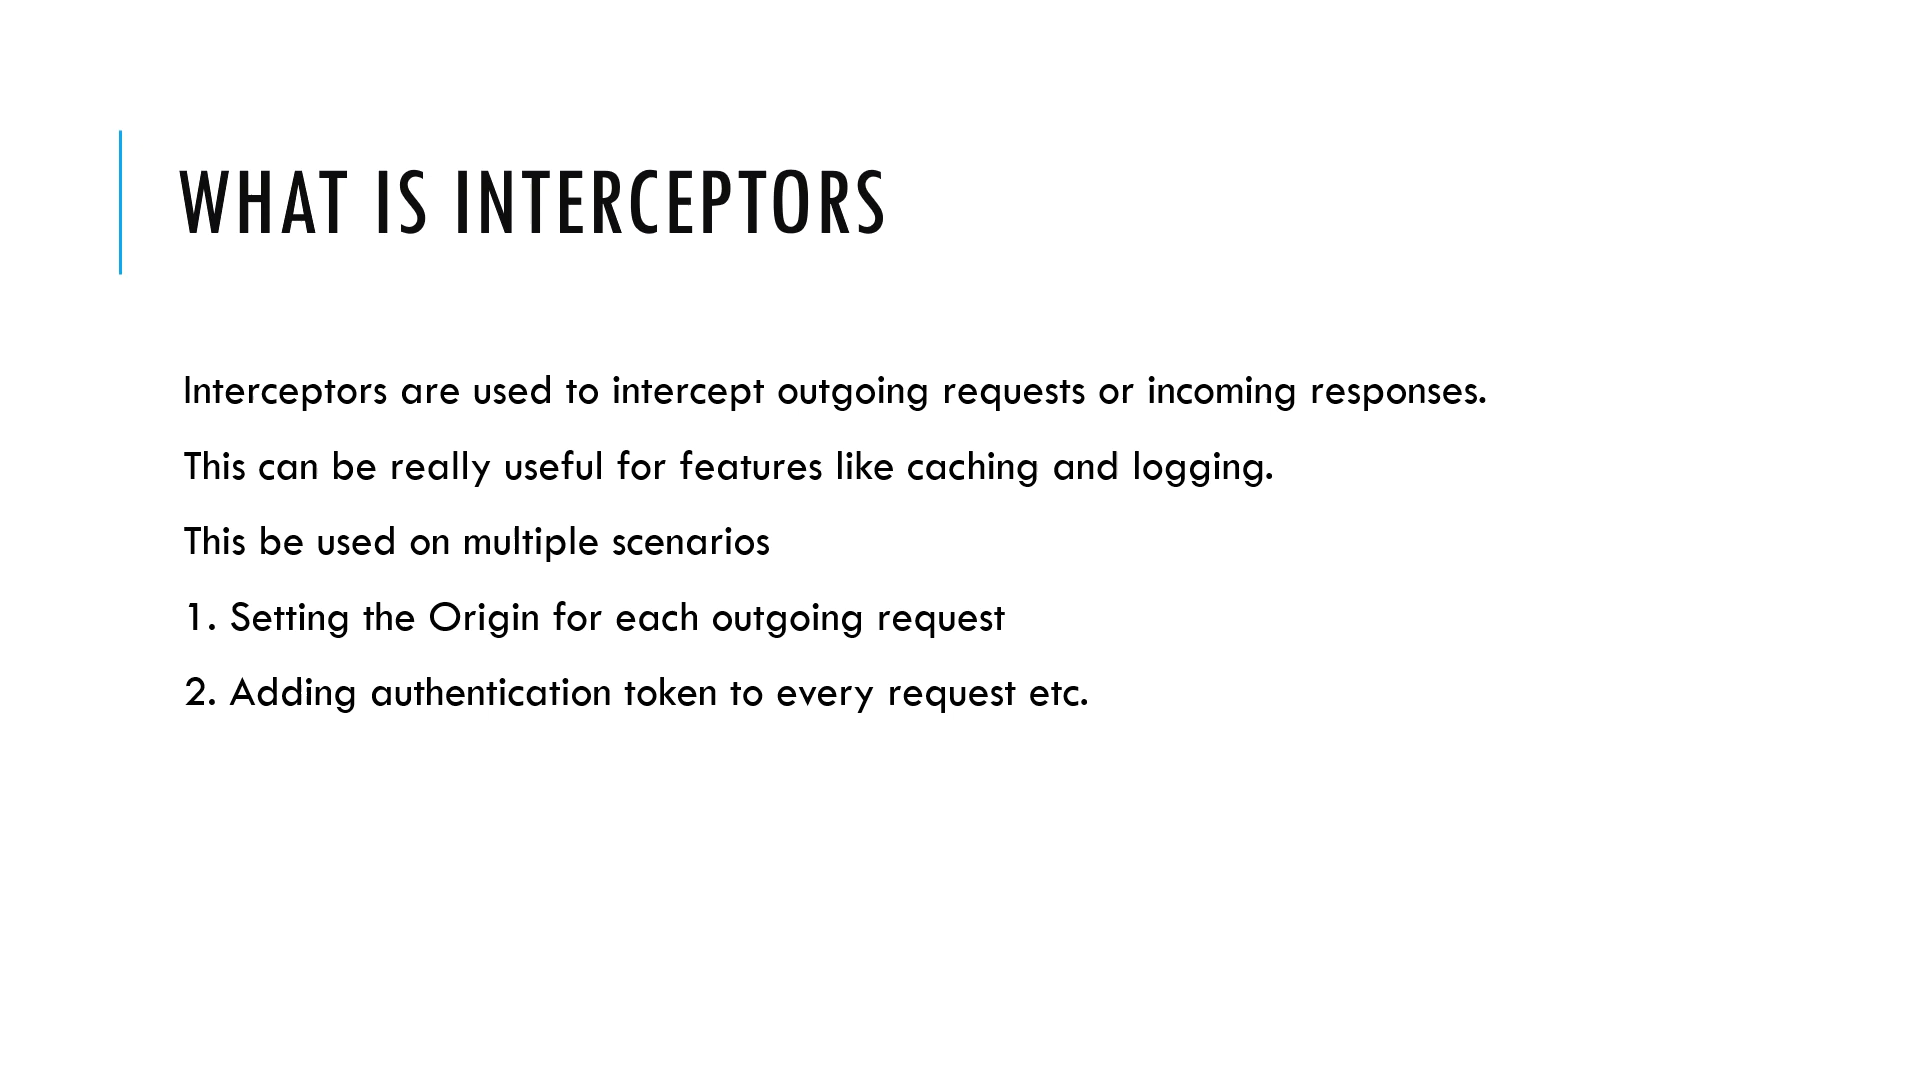 WHAT IS INTERCEPTORS
Interceptors are used to intercept outgoing requests or incoming responses.
This can be really useful for features like caching and logging.
This be used on multiple scenarios
1. Setting the Origin for each outgoing request
2. Adding authentication token to every request etc.